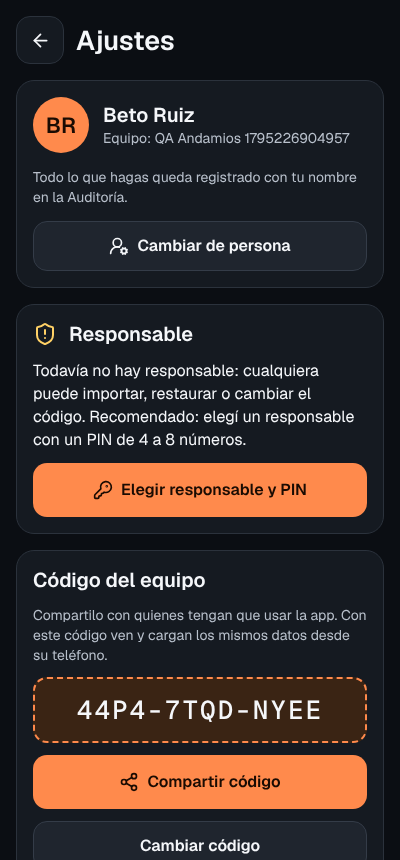 Ajustes
BR
Beto Ruiz
Equipo: QA Andamios 1795226904957
Todo lo que hagas queda registrado con tu nombre
en la Auditoría.
Cambiar de persona
Responsable
Todavía no hay responsable: cualquiera
puede importar, restaurar o cambiar el
código. Recomendado: elegí un responsable
con un PIN de 4 a 8 números.
Elegir responsable y PIN
Código del equipo
Compartilo con quienes tengan que usar la app. Con
este código ven y cargan los mismos datos desde
su teléfono.
44P4-7TQD-NYEE
Compartir código
Cambiar código